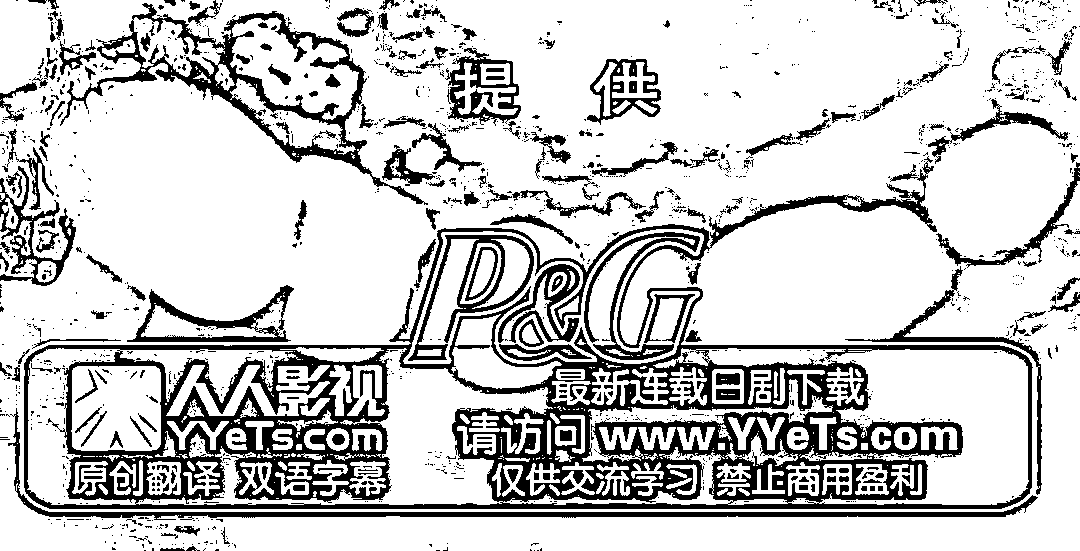 提 供
P&G
人人影视
YYeTs.com
原创翻译 双语字幕
最新连载日剧下载
请访问 www.YYeTs.com
仅供交流学习 禁止商用盈利